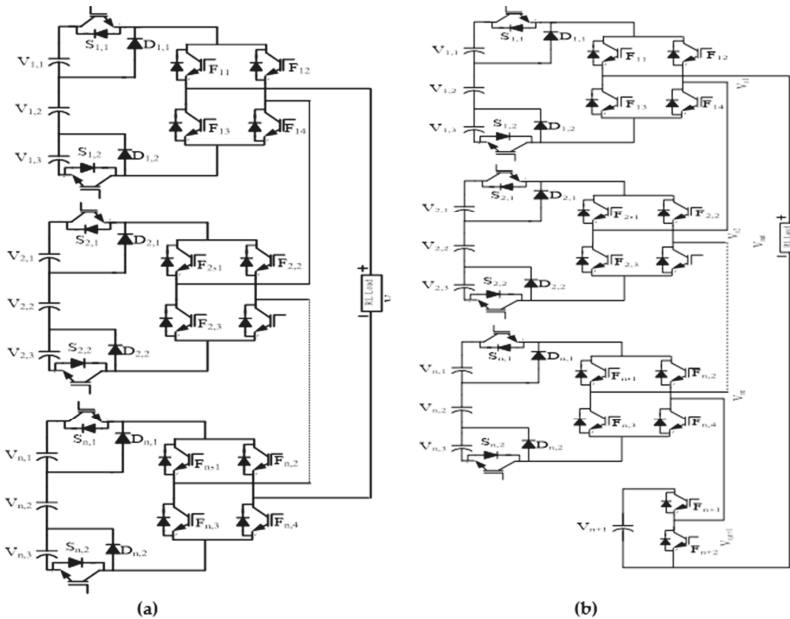 S1,1
D1,1
V1,1
F11
F12
V1,2
F13
F14
V1,3
S1,2
D1,2
S2,1
D2,1
V2,1
F2,1
F2,2
V2,2
F2,3
V2,3
S2,2
D2,2
+
RL Load
V
Sn,1
Dn,1
Vn,1
Fn,1
Fn,2
Vn,2
Fn,3
Fn,4
Vn,3
Sn,2
Dn,2
(a)
S1,1
D1,1
V1,1
F11
F12
V1,2
F13
F14
V1,3
S1,2
D1,2
S2,1
D2,1
V2,1
F2,1
F2,2
V2,2
F2,3
V2,3
S2,2
D2,2
+
RL Load
Sn,1
Dn,1
Vn,1
Fn,1
Fn,2
Vn,2
Fn,3
Fn,4
Vn,3
Sn,2
Dn,2
Vn+1
Fn+1
Fn+2
(b)